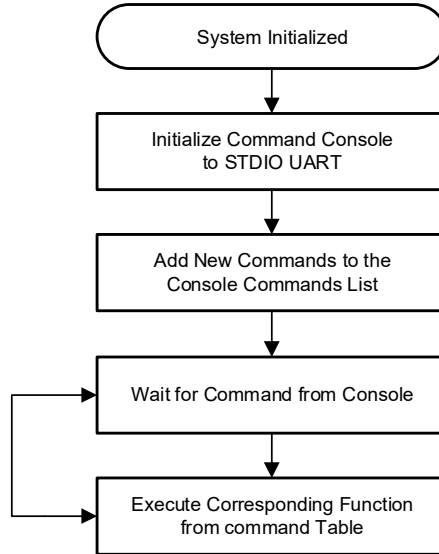 System Initialized
Initialize Command Console
to STDIO UART
Add New Commands to the
Console Commands List
Wait for Command from Console
Execute Corresponding Function
from command Table